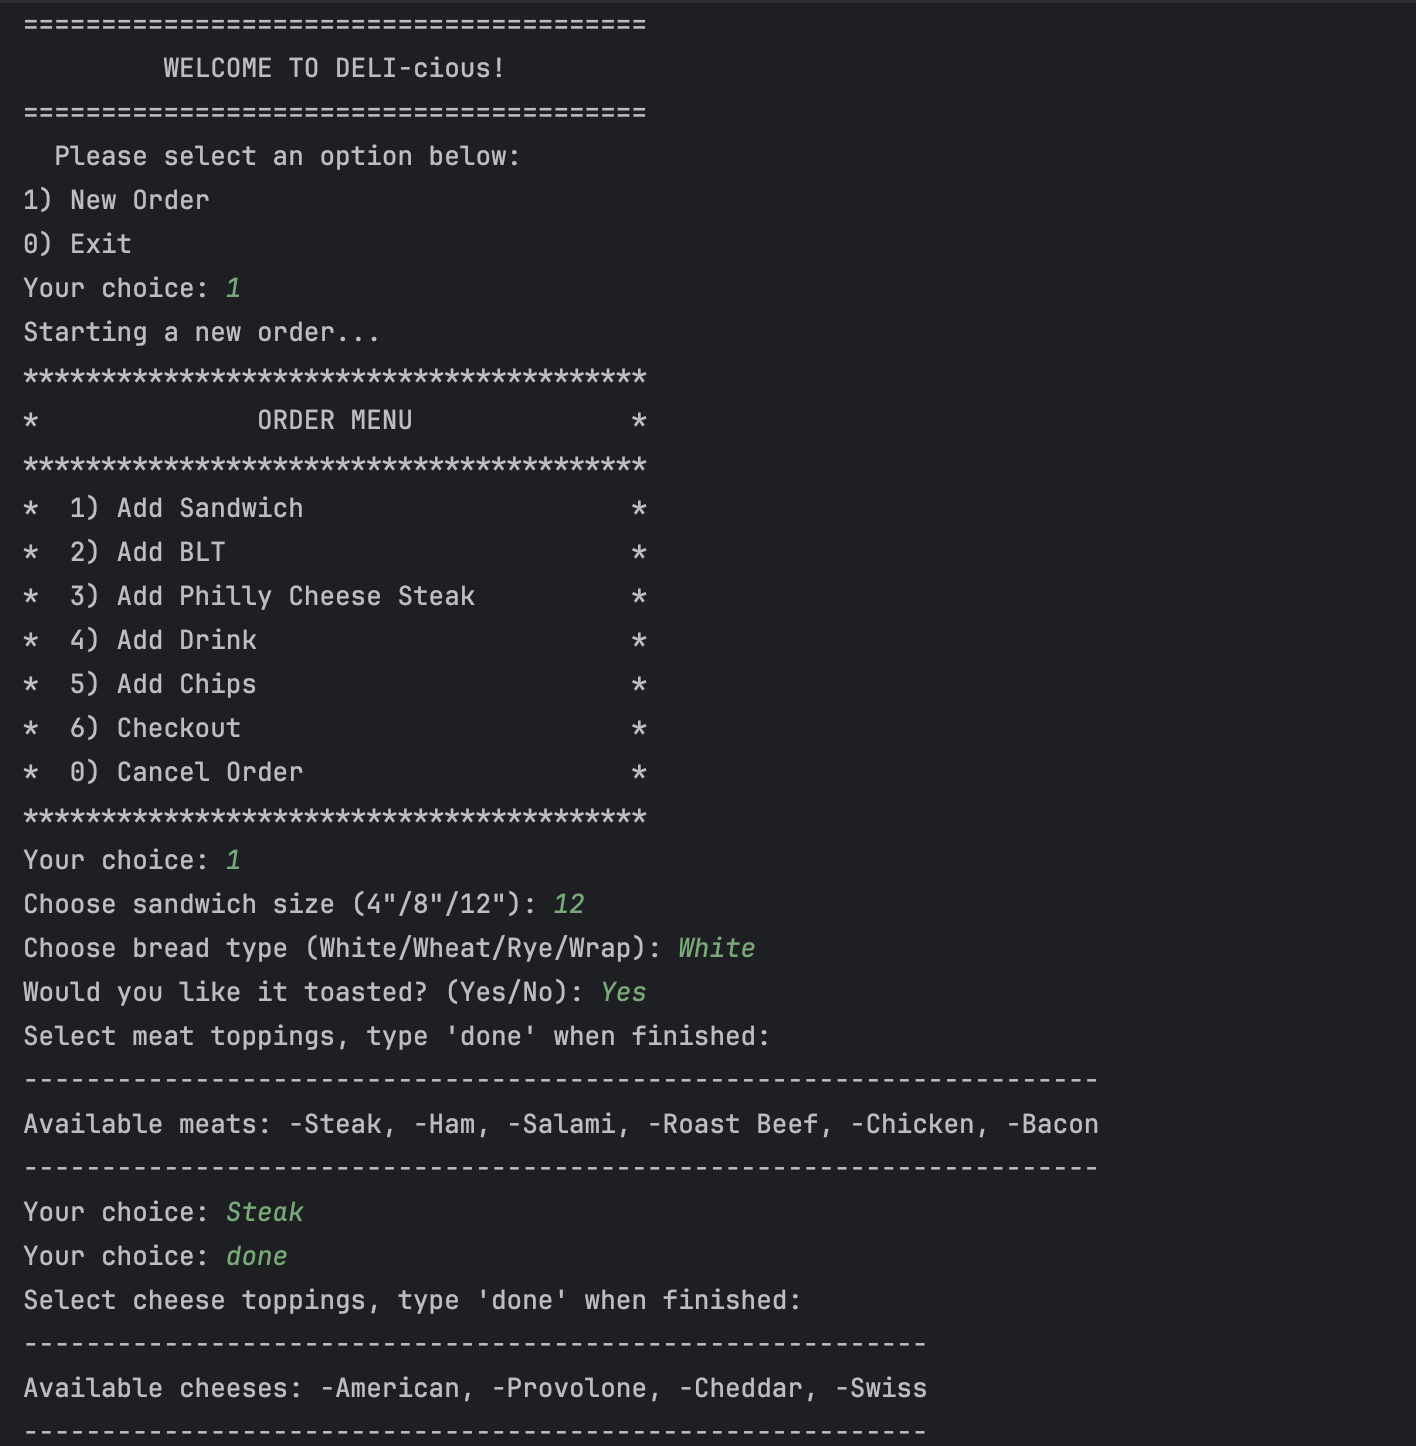 ========================================
         WELCOME TO DELI-cious!
========================================
  Please select an option below:
1) New Order
0) Exit
Your choice: 1
Starting a new order...
****************************************
*              ORDER MENU              *
****************************************
*  1) Add Sandwich                     *
*  2) Add BLT                          *
*  3) Add Philly Cheese Steak          *
*  4) Add Drink                        *
*  5) Add Chips                        *
*  6) Checkout                         *
*  0) Cancel Order                     *
****************************************
Your choice: 1
Choose sandwich size (4"/8"/12"): 12
Choose bread type (White/Wheat/Rye/Wrap): White
Would you like it toasted? (Yes/No): Yes
Select meat toppings, type 'done' when finished:
---------------------------------------------------------------------
Available meats: -Steak, -Ham, -Salami, -Roast Beef, -Chicken, -Bacon
---------------------------------------------------------------------
Your choice: Steak
Your choice: done
Select cheese toppings, type 'done' when finished:
----------------------------------------------------------
Available cheeses: -American, -Provolone, -Cheddar, -Swiss
----------------------------------------------------------